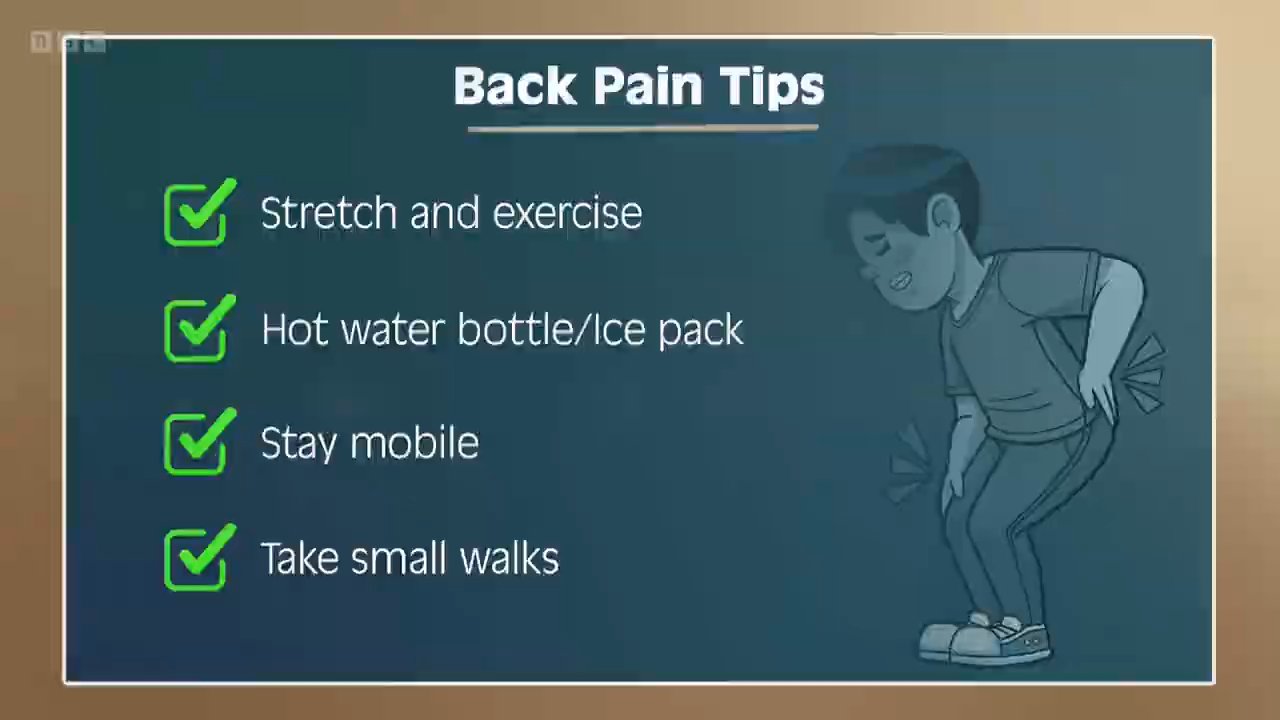 Back Pain Tips
Stretch and exercise
Hot water bottle/Ice pack
Stay mobile
Take small walks